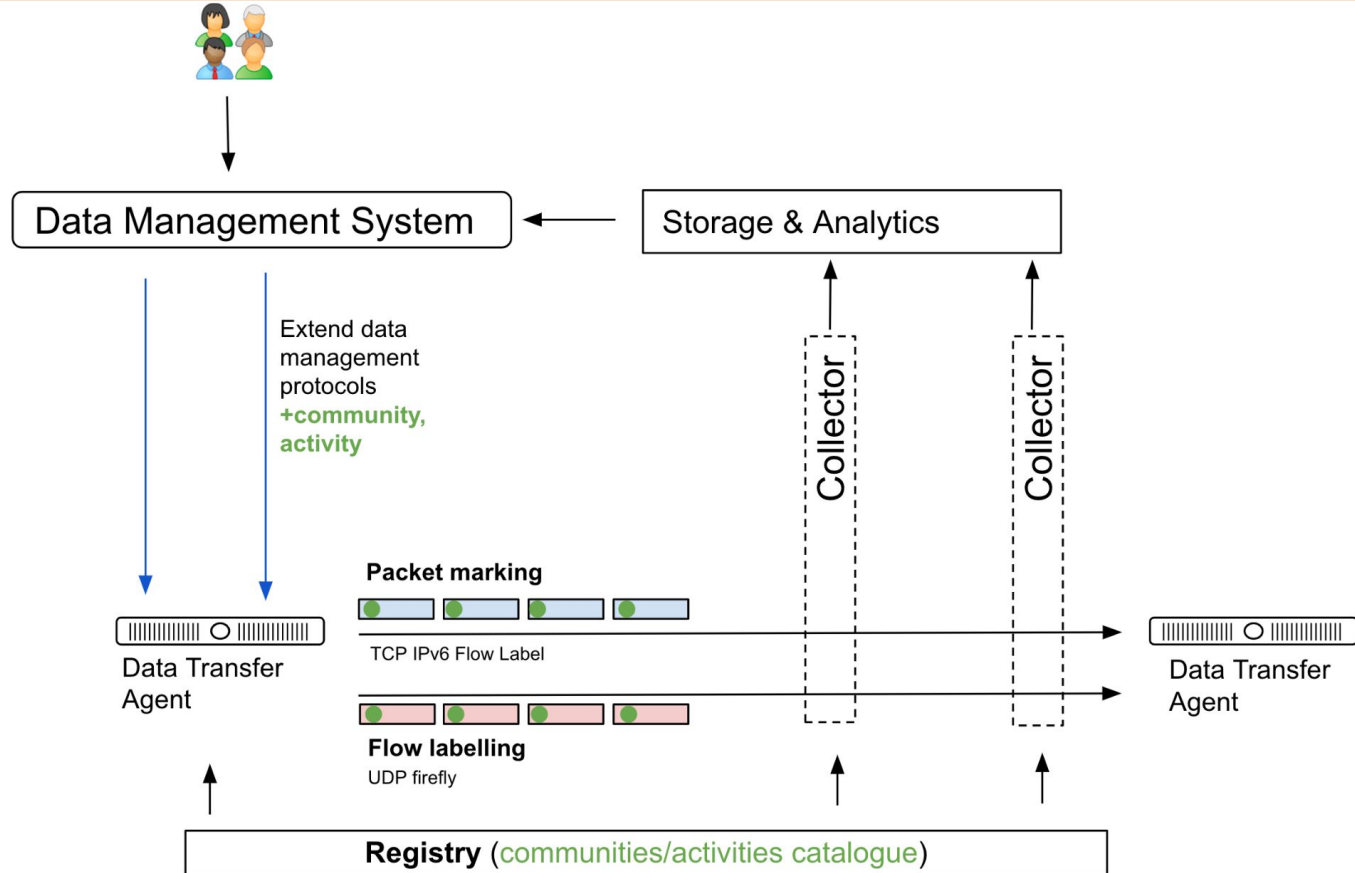 Data Management System
Storage & Analytics
Extend data
management
protocols
+community,
activity
Collector
Collector
Packet marking
TCP IPv6 Flow Label
Data Transfer
Agent
Data Transfer
Agent
Flow labelling
UDP firefly
Registry (communities/activities catalogue)